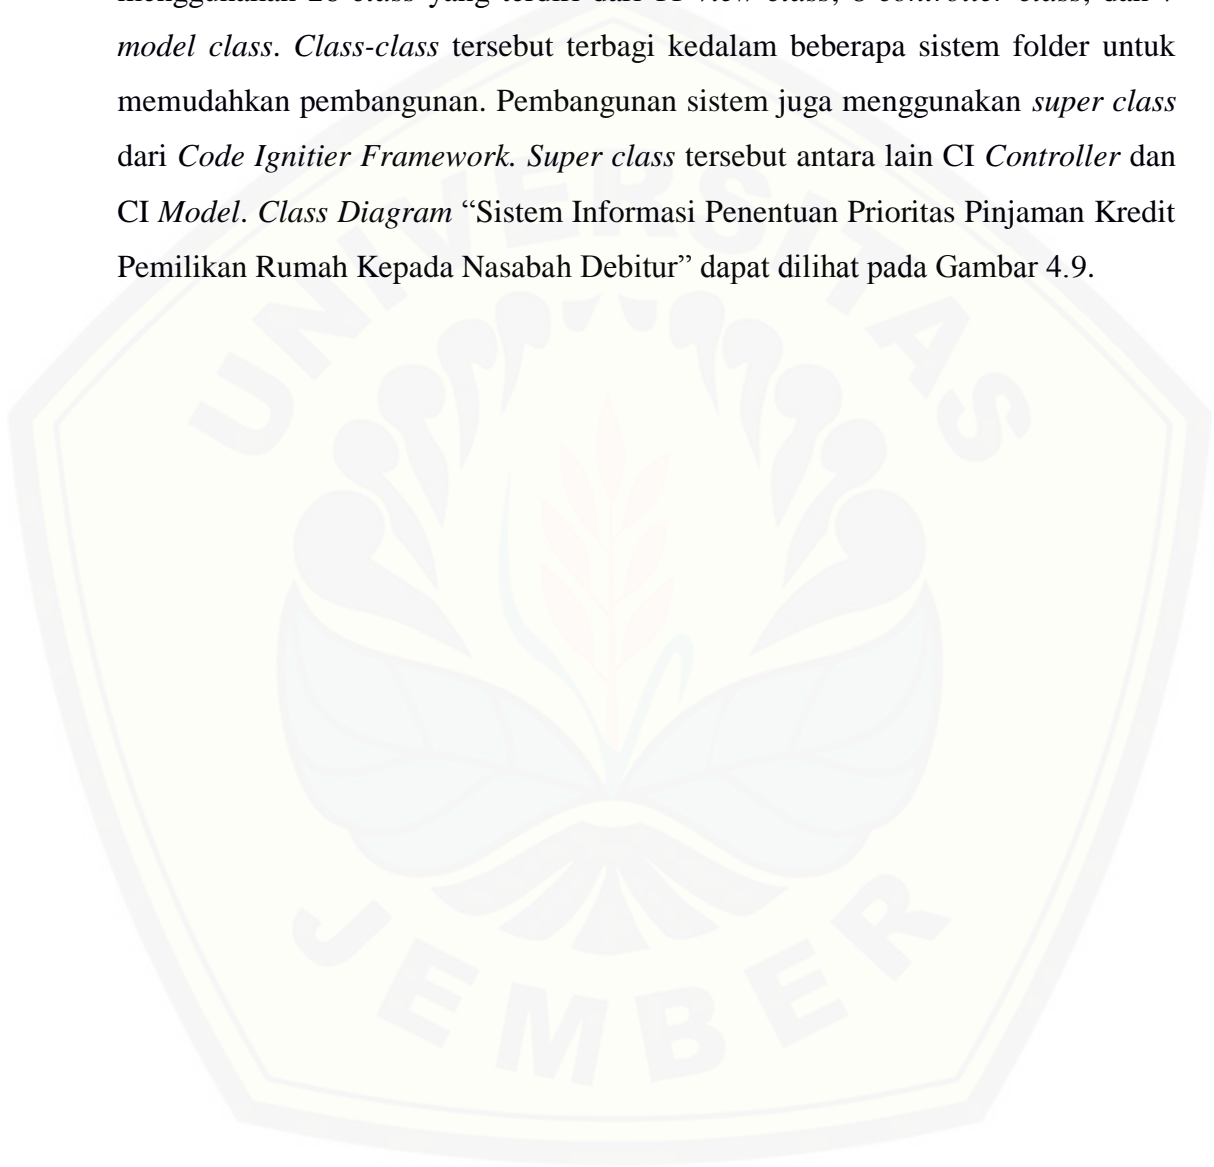 model class. Class-class tersebut terbagi kedalam beberapa sistem folder untuk
memudahkan pembangunan. Pembangunan sistem juga menggunakan super class
dari Code Ignitier Framework. Super class tersebut antara lain CI Controller dan
CI Model. Class Diagram “Sistem Informasi Penentuan Prioritas Pinjaman Kredit
Pemilikan Rumah Kepada Nasabah Debitur” dapat dilihat pada Gambar 4.9.
UNIVERSITAS
JEMBER